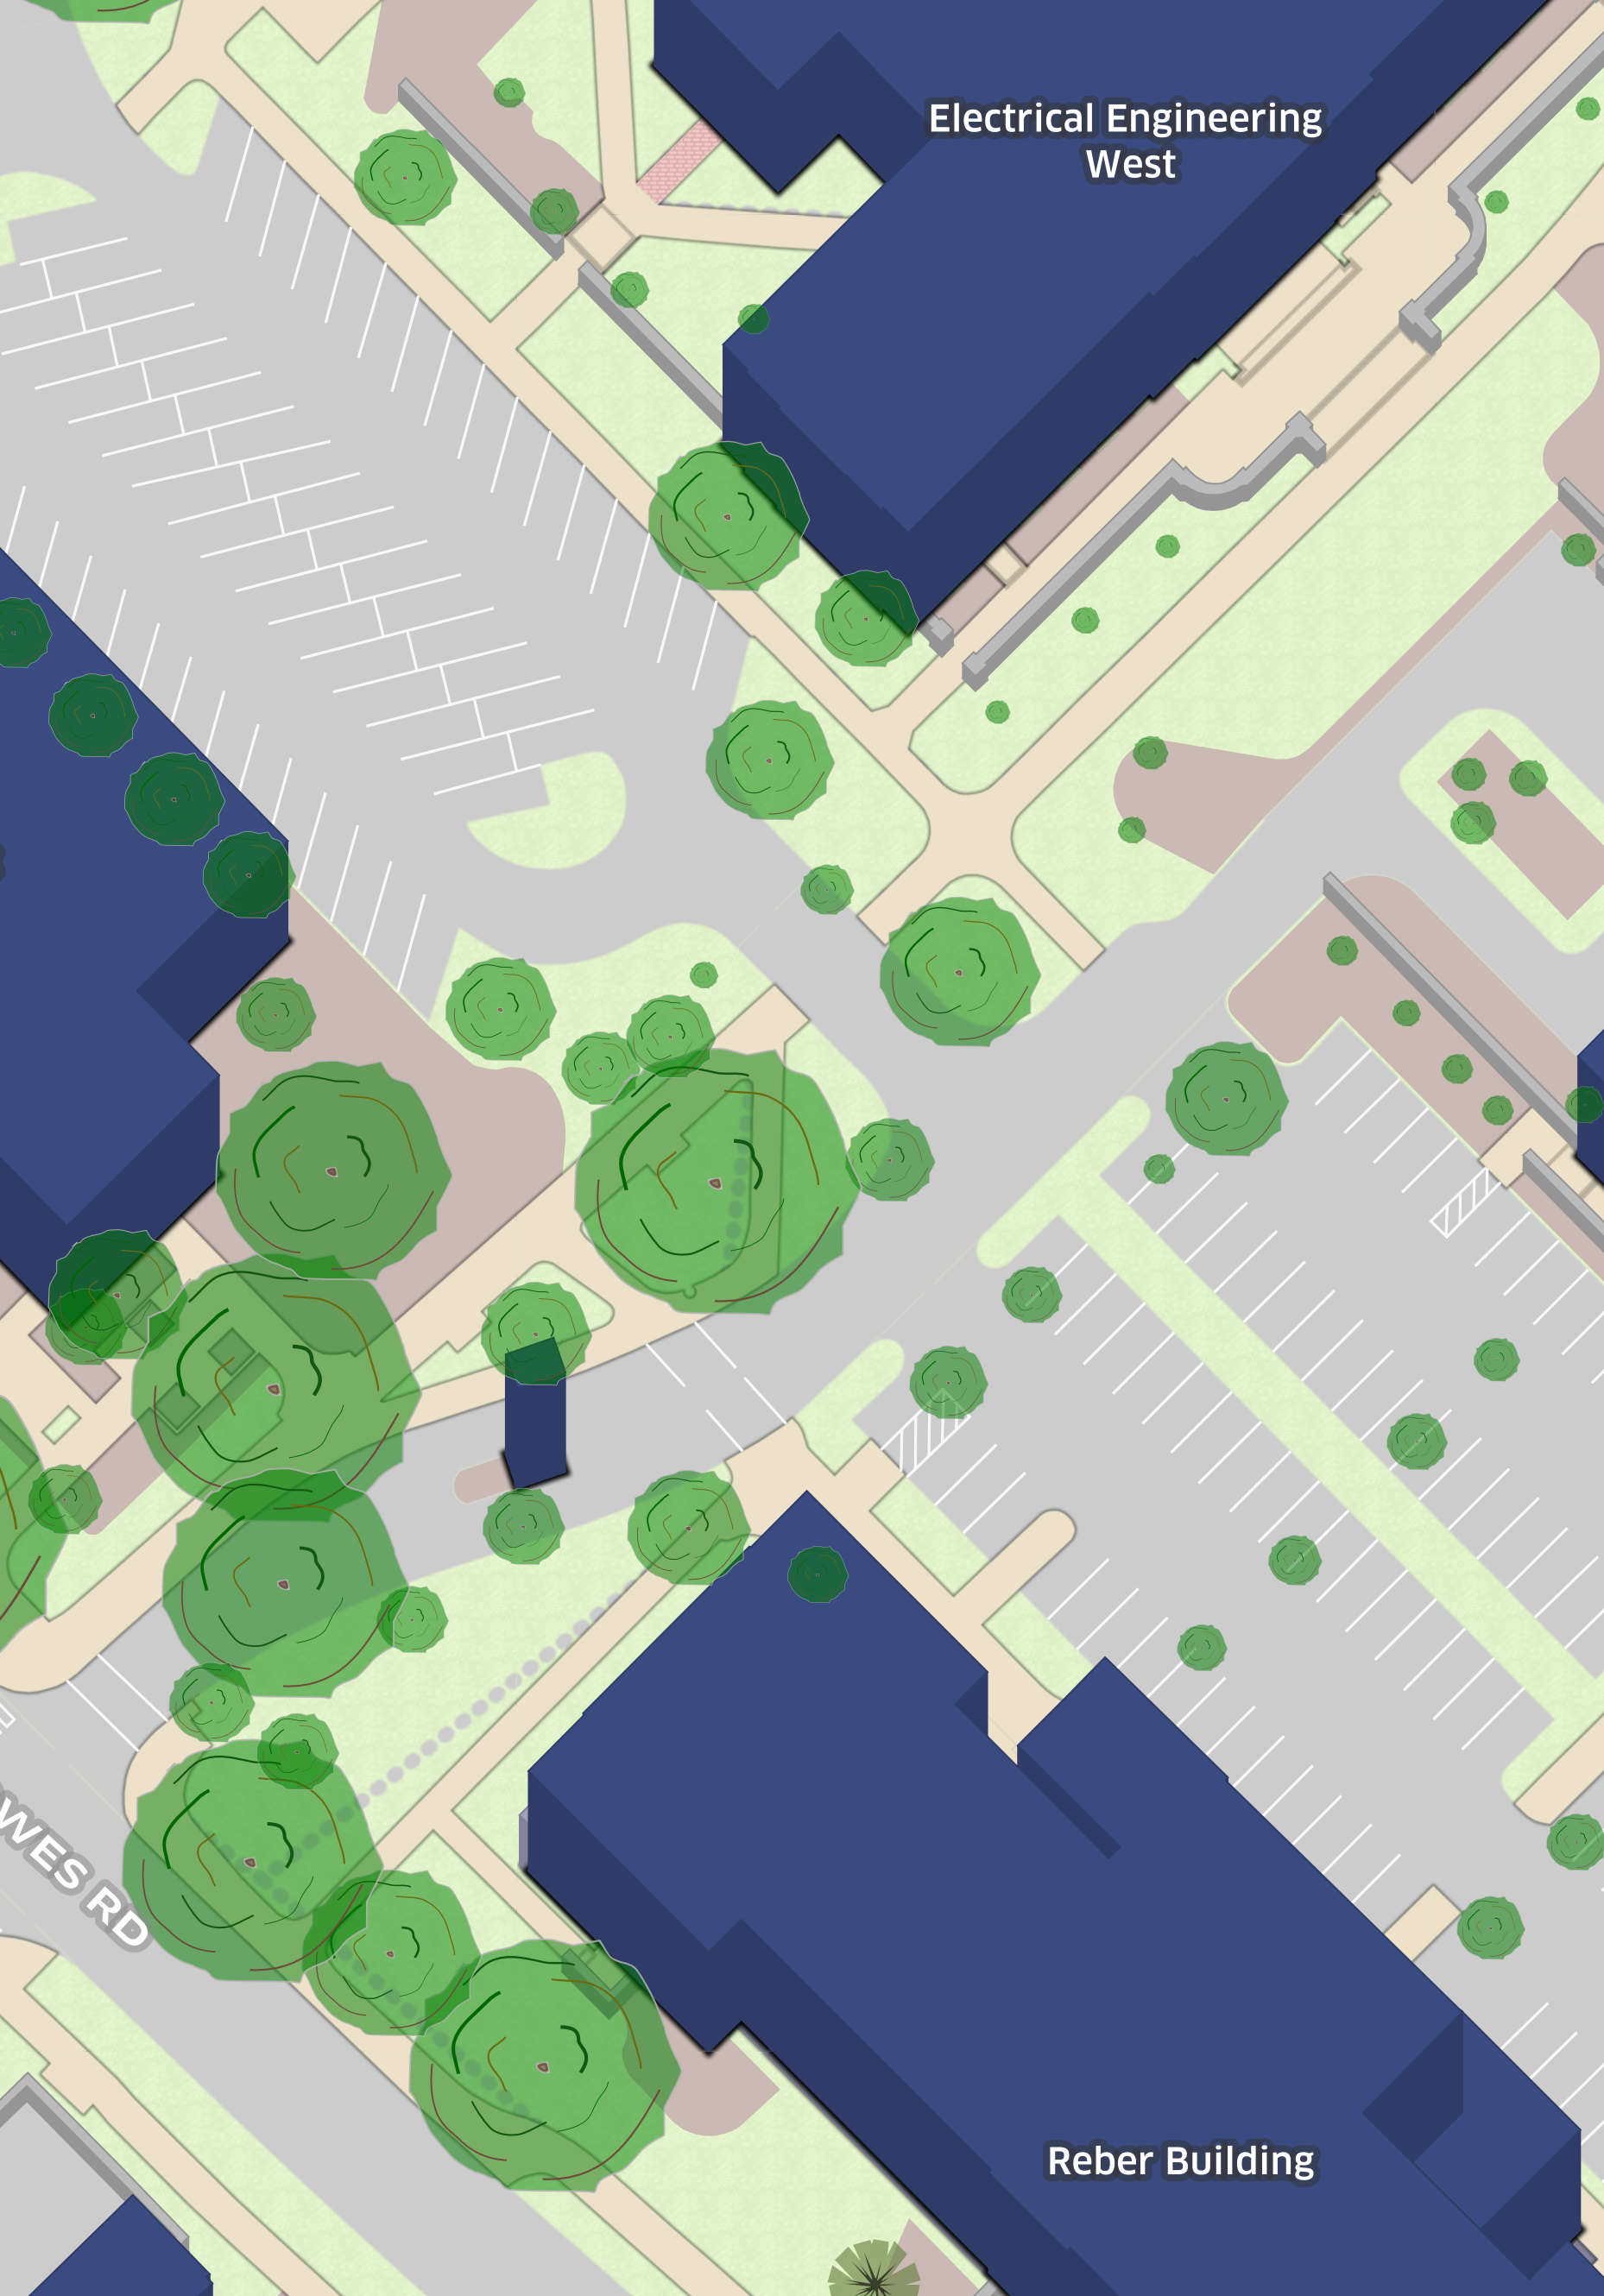 Electrical Engineering
West
WES RD
Reber Building